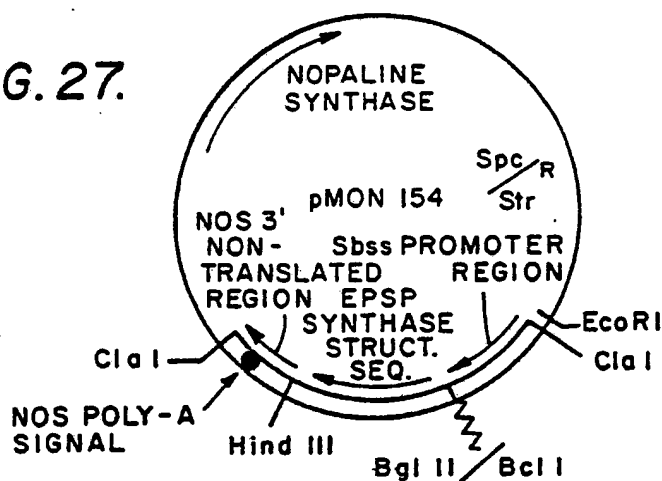 G. 27.
NOPALINE
SYNTHASE
Spc/Str R
pMON 154
NOS 3'
NON-
TRANSLATED
REGION
Sbss PROMOTER
REGION
EPSP
SYNTHASE
STRUCT.
SEQ.
EcoRI
Cla I
Cla I
NOS POLY-A
SIGNAL
Hind III
Bgl II/Bcl I